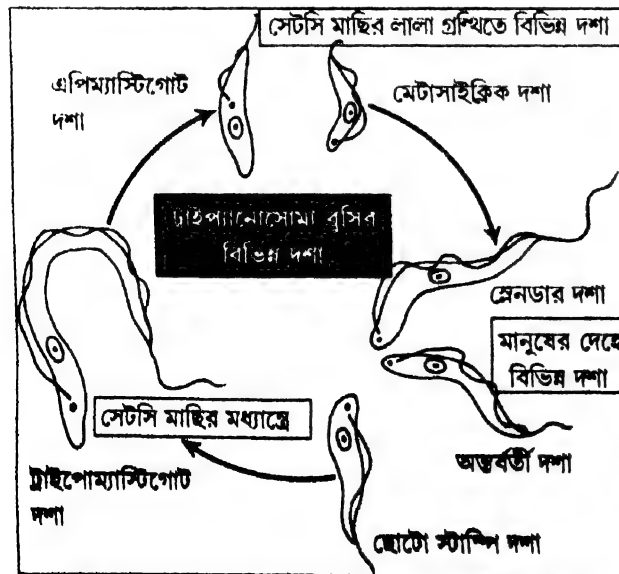 সেটসি মাছির লালা গ্রন্থিতে বিভিন্ন দশা
এপিম্যাস্টিগোট
দশা
মেটাসাইক্লিক দশা
ট্রাইপ্যানোসোমা ব্রুসির
বিভিন্ন দশা
স্লেনডার দশা
মানুষের দেহে
বিভিন্ন দশা
সেটসি মাছির মধ্যান্ত্রে
অন্তর্বর্তী দশা
ট্রাইপোম্যাস্টিগোট
দশা
ছোটো স্টাম্পি দশা